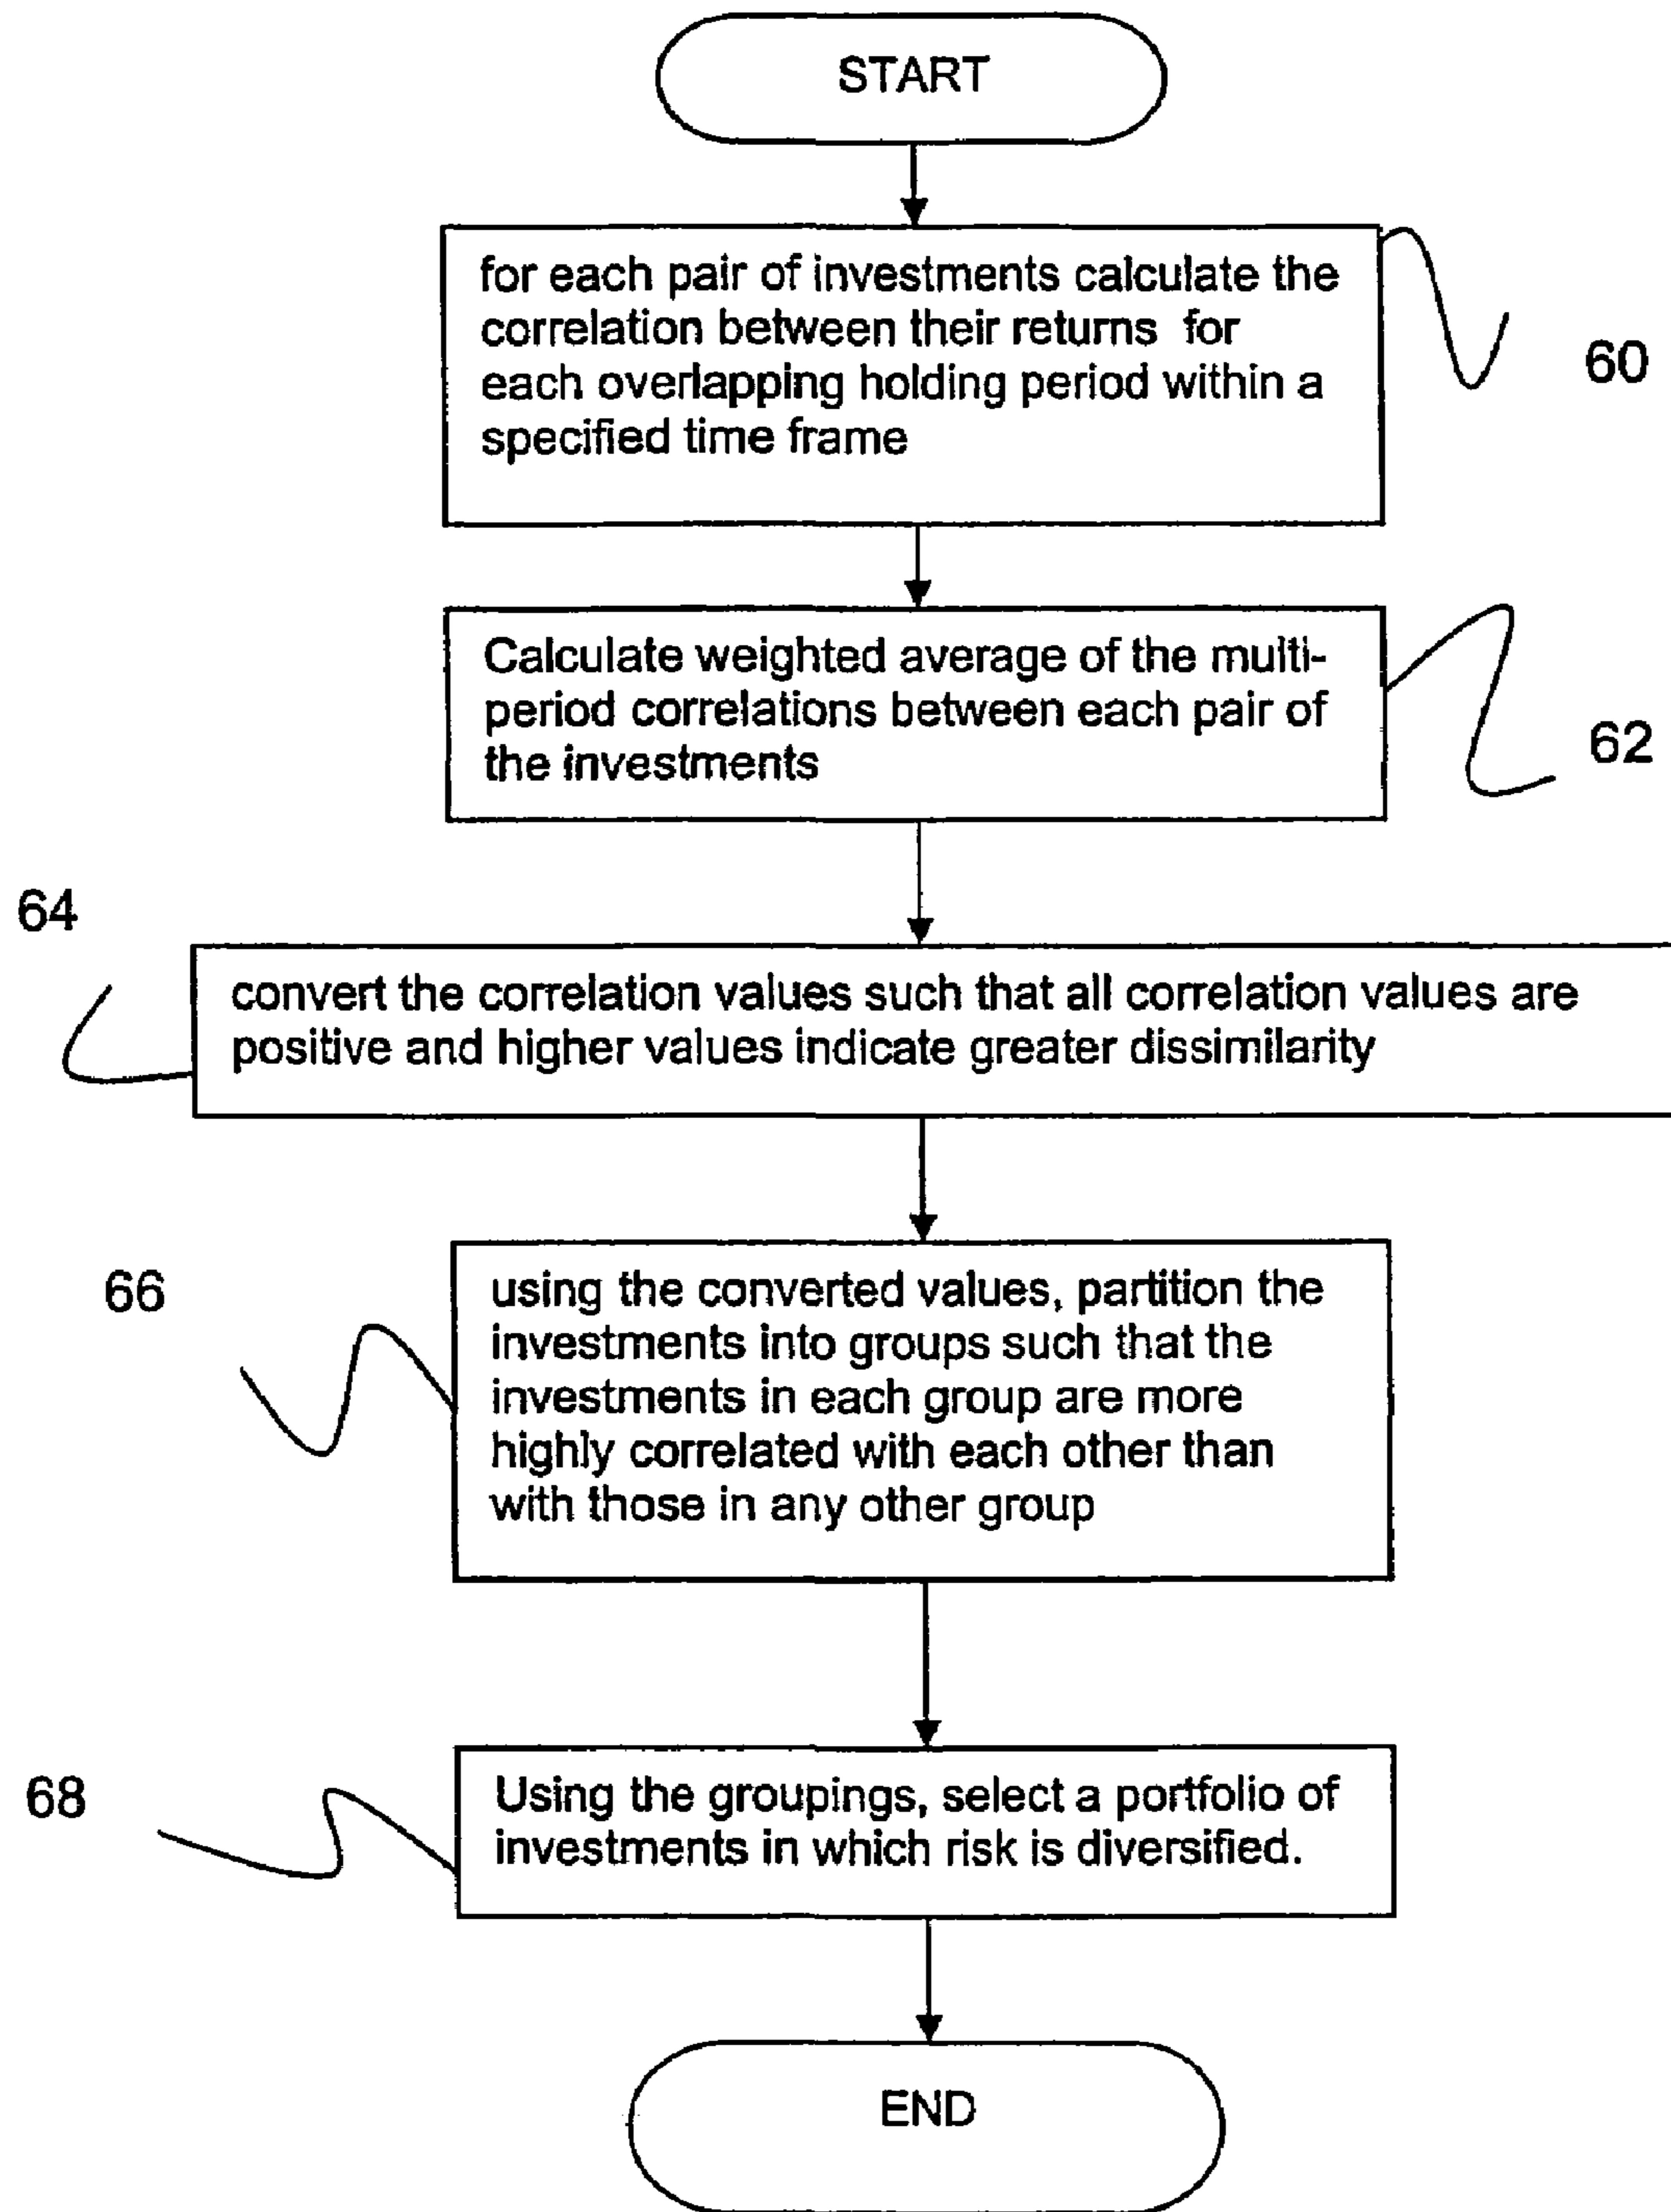 START
for each pair of investments calculate the
correlation between their returns for
each overlapping holding period within a
specified time frame
60
Calculate weighted average of the multi-
period correlations between each pair of
the investments
62
64
convert the correlation values such that all correlation values are
positive and higher values indicate greater dissimilarity
66
using the converted values, partition the
investments into groups such that the
investments in each group are more
highly correlated with each other than
with those in any other group
68
Using the groupings, select a portfolio of
investments in which risk is diversified.
END